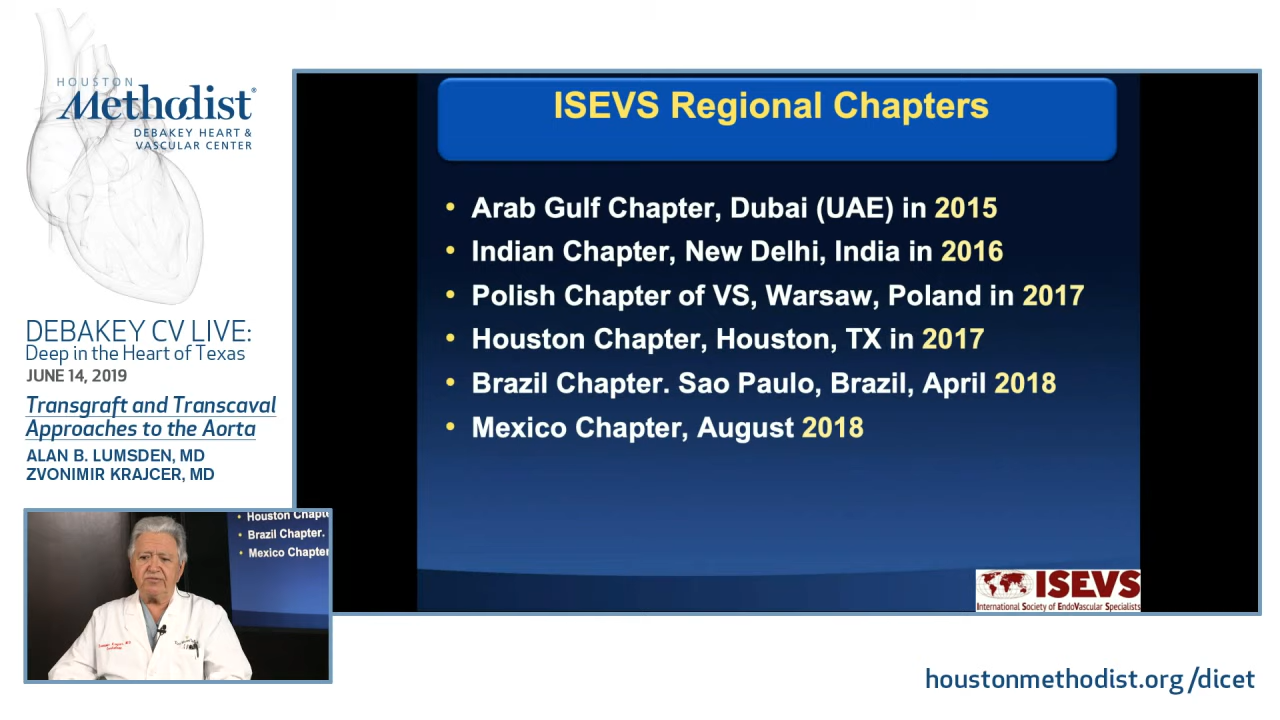 HOUSTON
Methodist®
DEBAKEY HEART &
VASCULAR CENTER
DEBAKEY CV LIVE:
Deep in the Heart of Texas
JUNE 14, 2019
Transgraft and Transcaval
Approaches to the Aorta
ALAN B. LUMSDEN, MD
ZVONIMIR KRAJCER, MD
ISEVS Regional Chapters
• Arab Gulf Chapter, Dubai (UAE) in 2015
• Indian Chapter, New Delhi, India in 2016
• Polish Chapter of VS, Warsaw, Poland in 2017
• Houston Chapter, Houston, TX in 2017
• Brazil Chapter. Sao Paulo, Brazil, April 2018
• Mexico Chapter, August 2018
ISEVS
International Society of EndoVascular Specialists
• Houston Chapt
• Brazil Chapter.
• Mexico Chapter
houstonmethodist.org/dicet